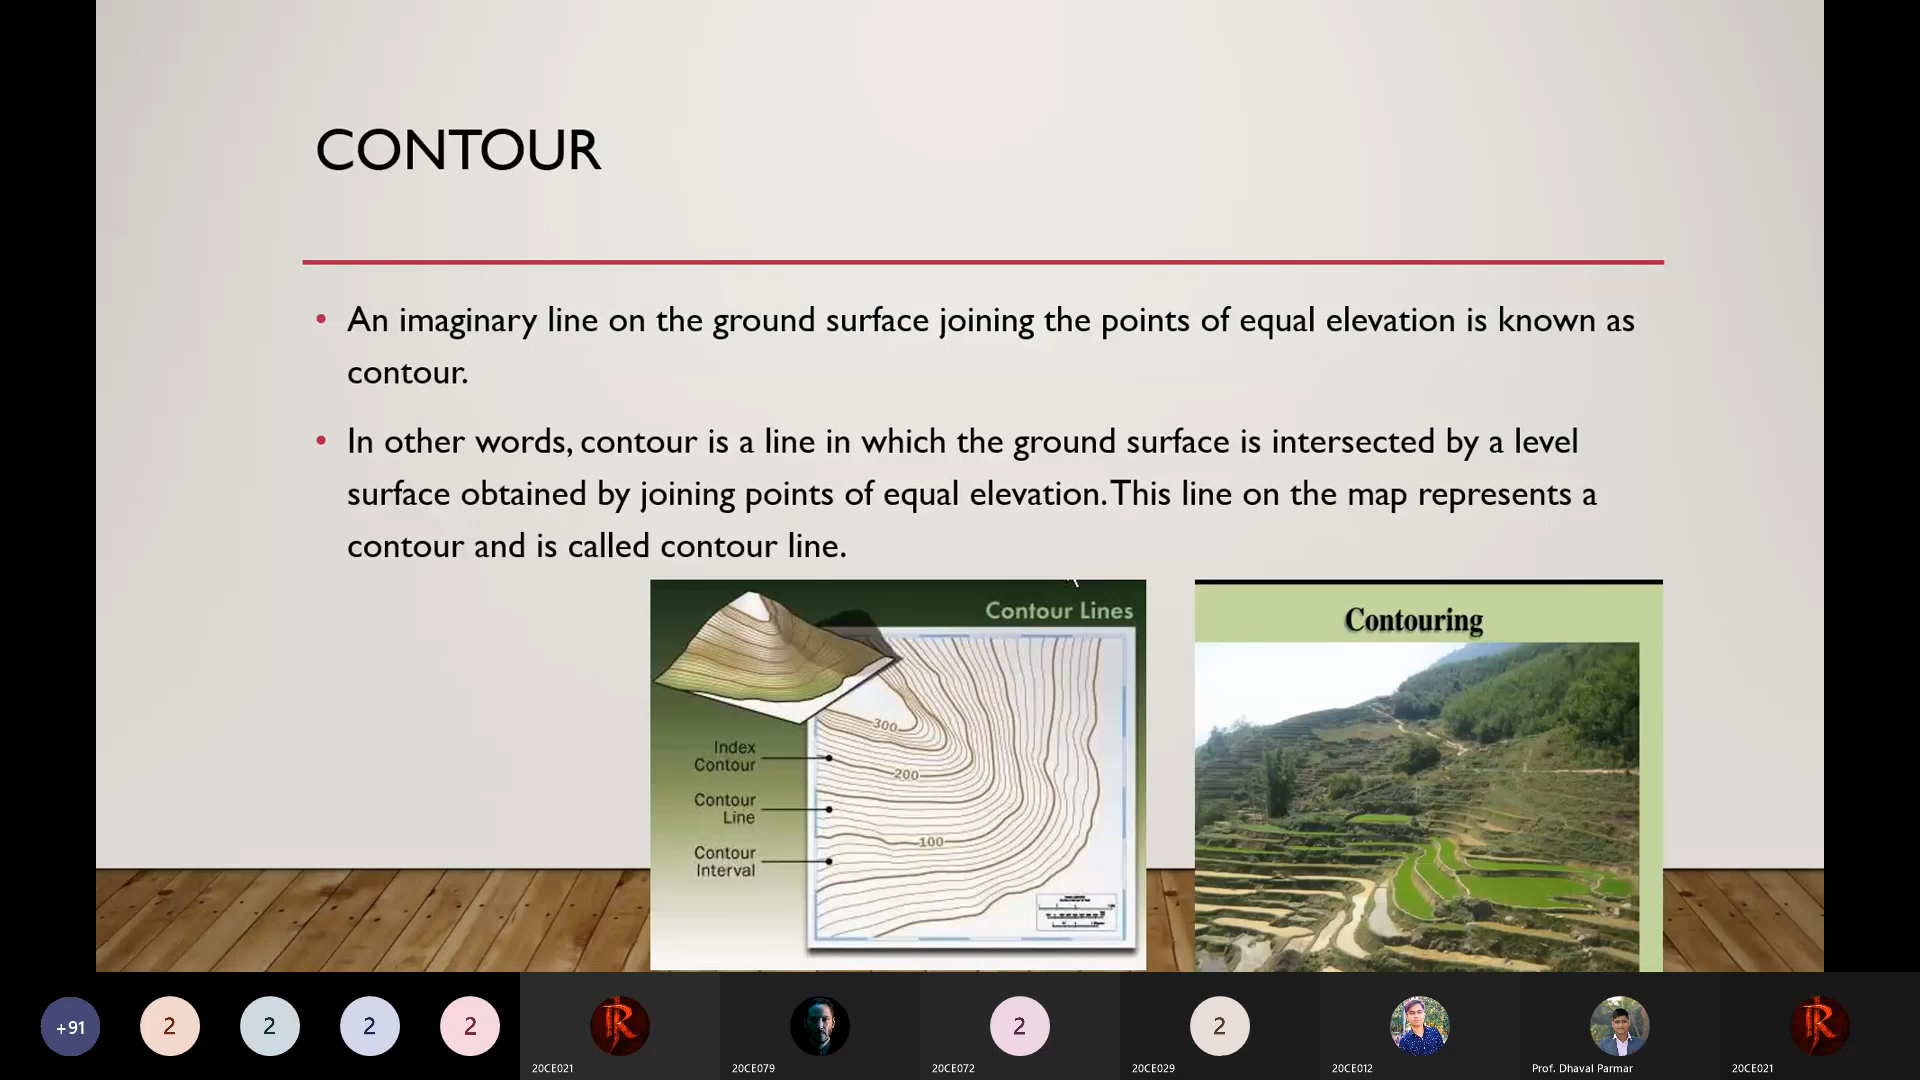 CONTOUR
• An imaginary line on the ground surface joining the points of equal elevation is known as
contour.
• In other words, contour is a line in which the ground surface is intersected by a level
surface obtained by joining points of equal elevation. This line on the map represents a
contour and is called contour line.
Contour Lines
300
Index
Contour
200
Contour
Line
100
Contour
Interval
Contouring
+91
2
2
2
2
R
20CE021
20CE079
2
20CE072
2
20CE029
20CE012
Prof. Dhaval Parmar
R
20CE021